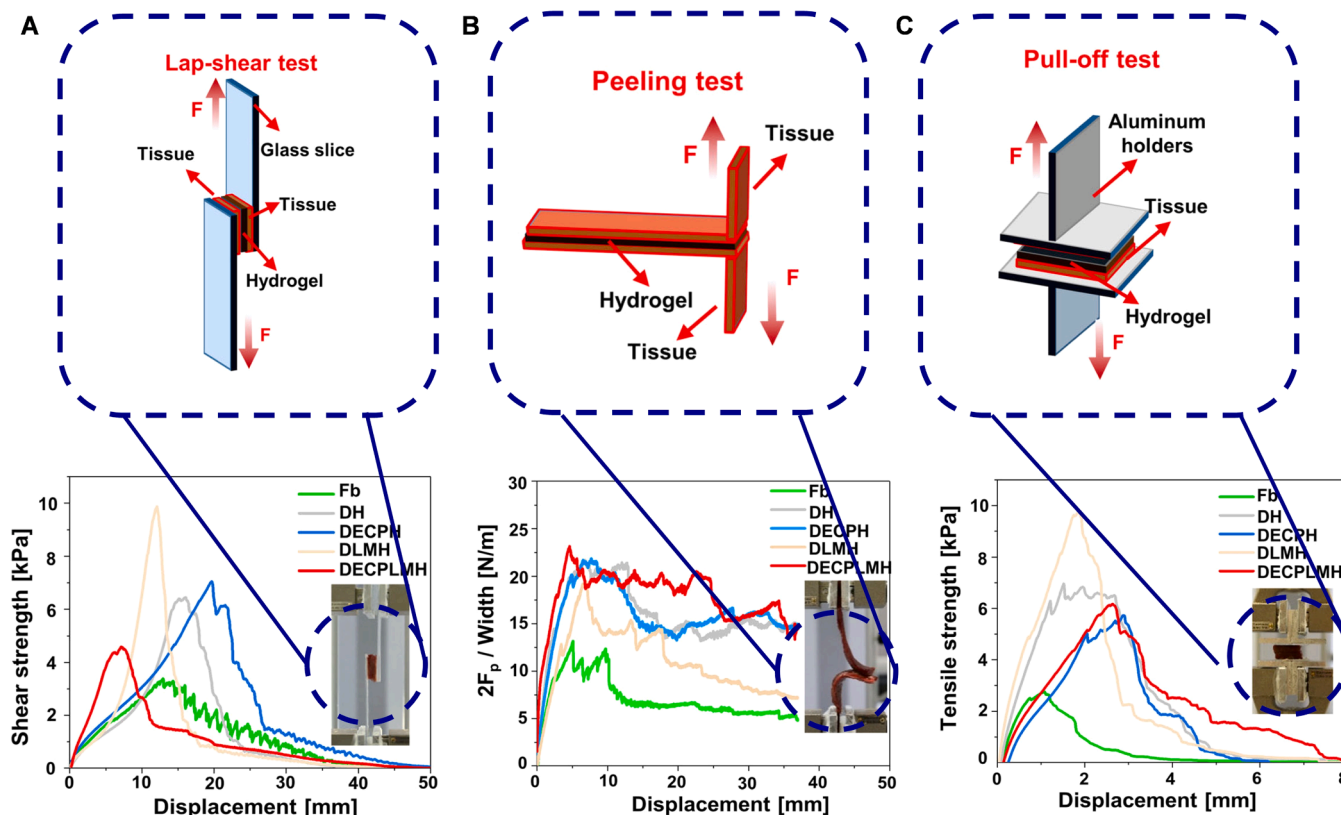 A
Lap-shear test
F
Glass slice
Tissue
Tissue
Hydrogel
F
B
Peeling test
F
Tissue
Hydrogel
F
Tissue
C
Pull-off test
F
Aluminum
holders
Tissue
Hydrogel
F
Shear strength [kPa]
10
8
6
4
2
0
0
10
20
30
40
50
Displacement [mm]
Fb
DH
DECPH
DLMH
DECPLMH
2Fp / Width [N/m]
30
25
20
15
10
5
0
0
10
20
30
40
50
Displacement [mm]
Fb
DH
DECPH
DLMH
DECPLMH
Tensile strength [kPa]
10
8
6
4
2
0
0
2
4
6
8
Displacement [mm]
Fb
DH
DECPH
DLMH
DECPLMH